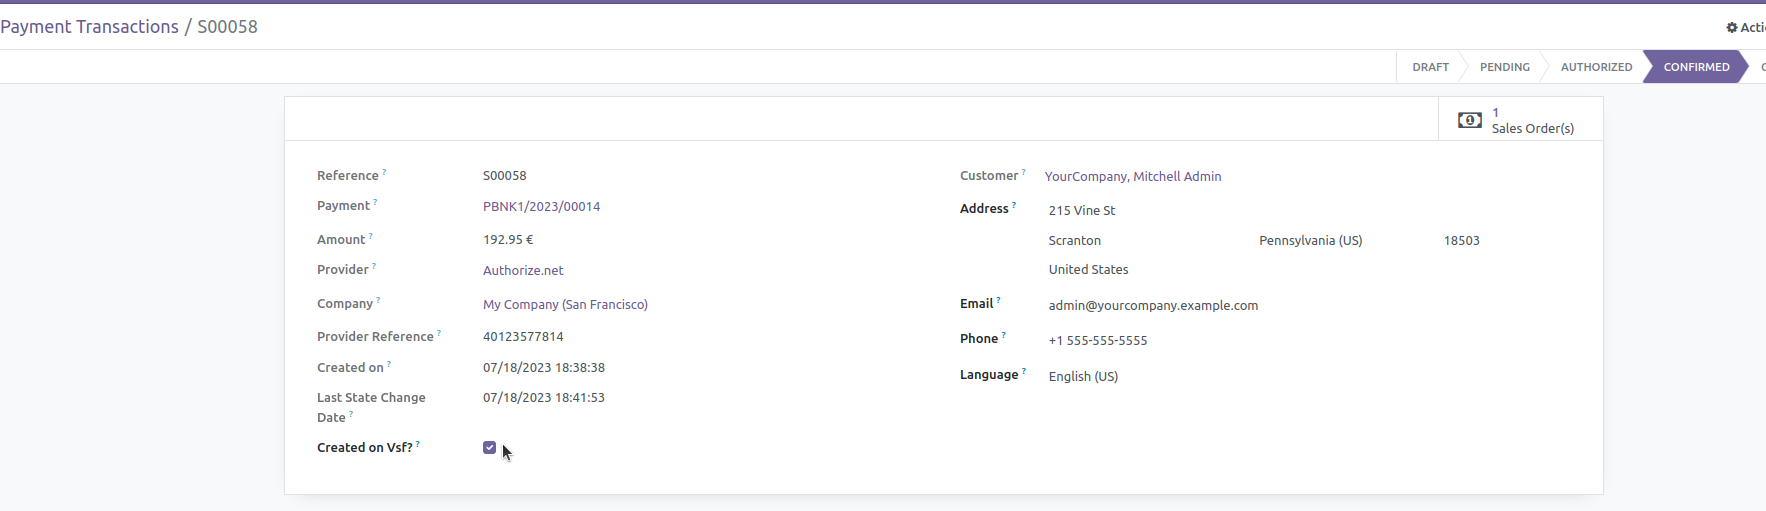 Payment Transactions / S00058
Acti
DRAFT PENDING AUTHORIZED CONFIRMED
1
Sales Order(s)
Reference ? S00058
Payment ? PBNK1/2023/00014
Amount ? 192.95 €
Provider ? Authorize.net
Company ? My Company (San Francisco)
Provider Reference ? 40123577814
Created on ? 07/18/2023 18:38:38
Last State Change 07/18/2023 18:41:53
Date ?
Created on Vsf? ?
Customer ? YourCompany, Mitchell Admin
Address ? 215 Vine St
Scranton Pennsylvania (US) 18503
United States
Email ? admin@yourcompany.example.com
Phone ? +1 555-555-5555
Language ? English (US)